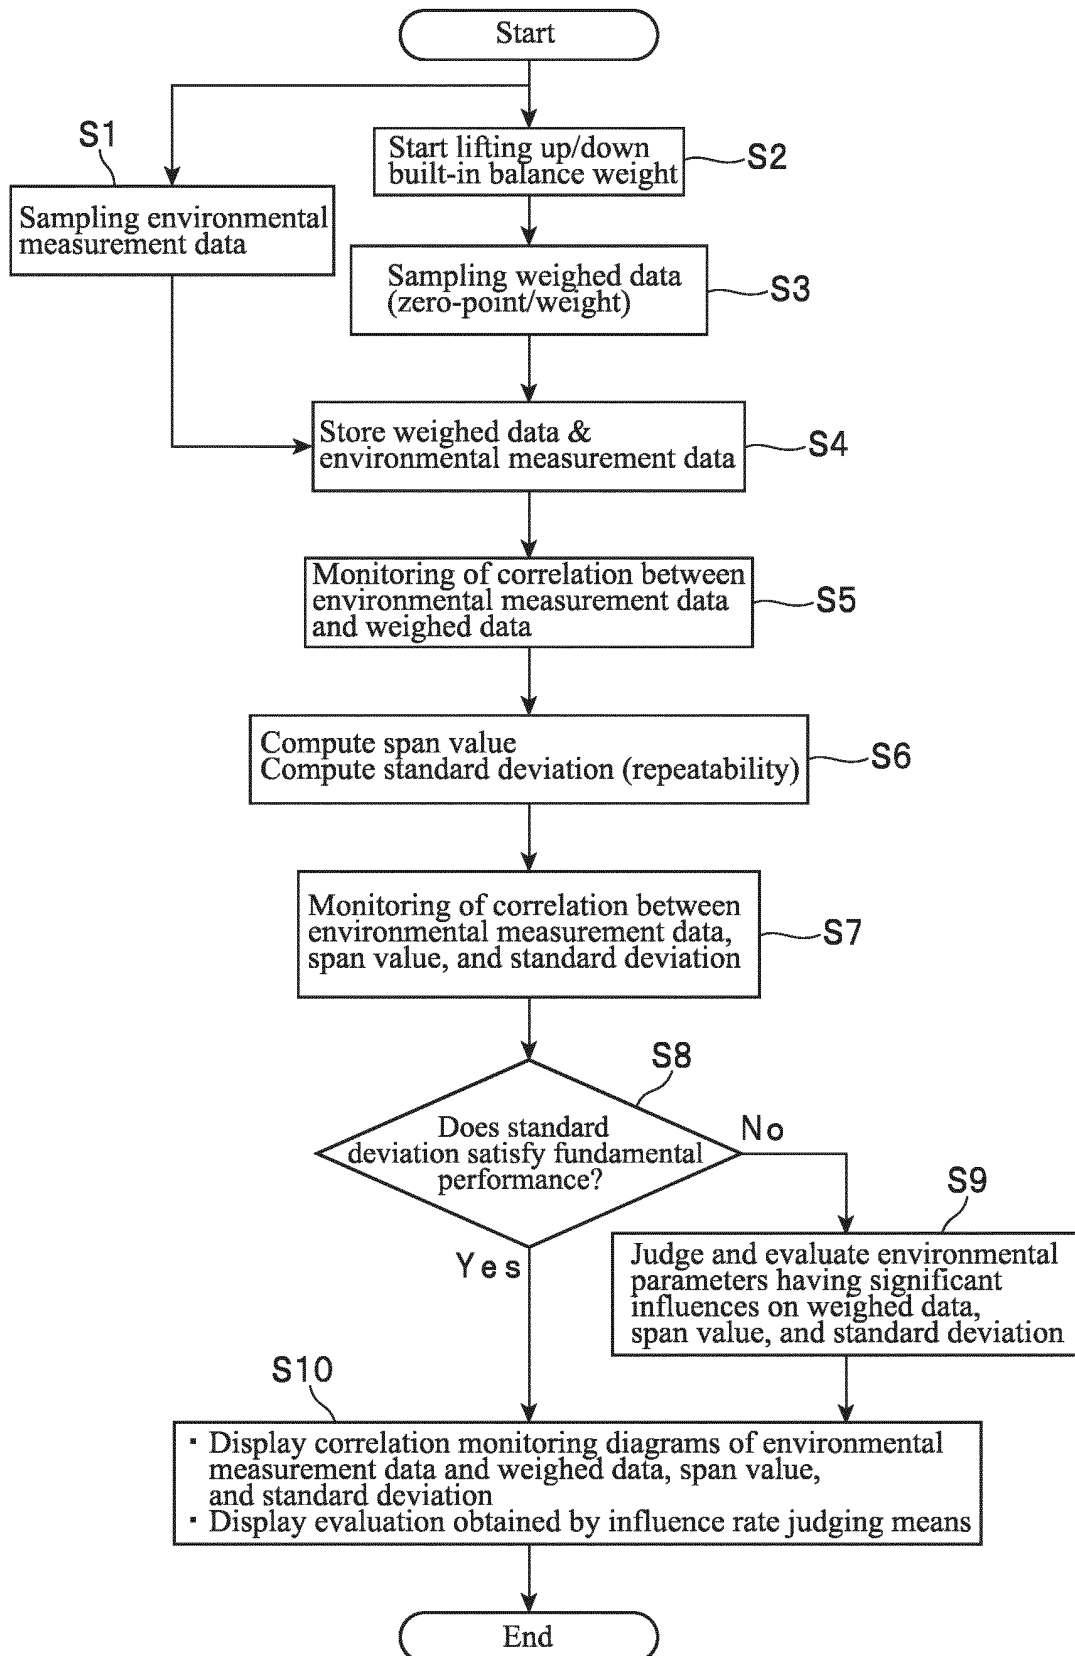 Start
S1
Sampling environmental
measurement data
Start lifting up/down
built-in balance weight
S2
Sampling weighed data
(zero-point/weight)
S3
Store weighed data &
environmental measurement data
S4
Monitoring of correlation between
environmental measurement data
and weighed data
S5
Compute span value
Compute standard deviation (repeatability)
S6
Monitoring of correlation between
environmental measurement data,
span value, and standard deviation
S7
S8
Does standard
deviation satisfy fundamental
performance?
No
Yes
S9
Judge and evaluate environmental
parameters having significant
influences on weighed data,
span value, and standard deviation
S10
· Display correlation monitoring diagrams of environmental
measurement data and weighed data, span value,
and standard deviation
· Display evaluation obtained by influence rate judging means
End